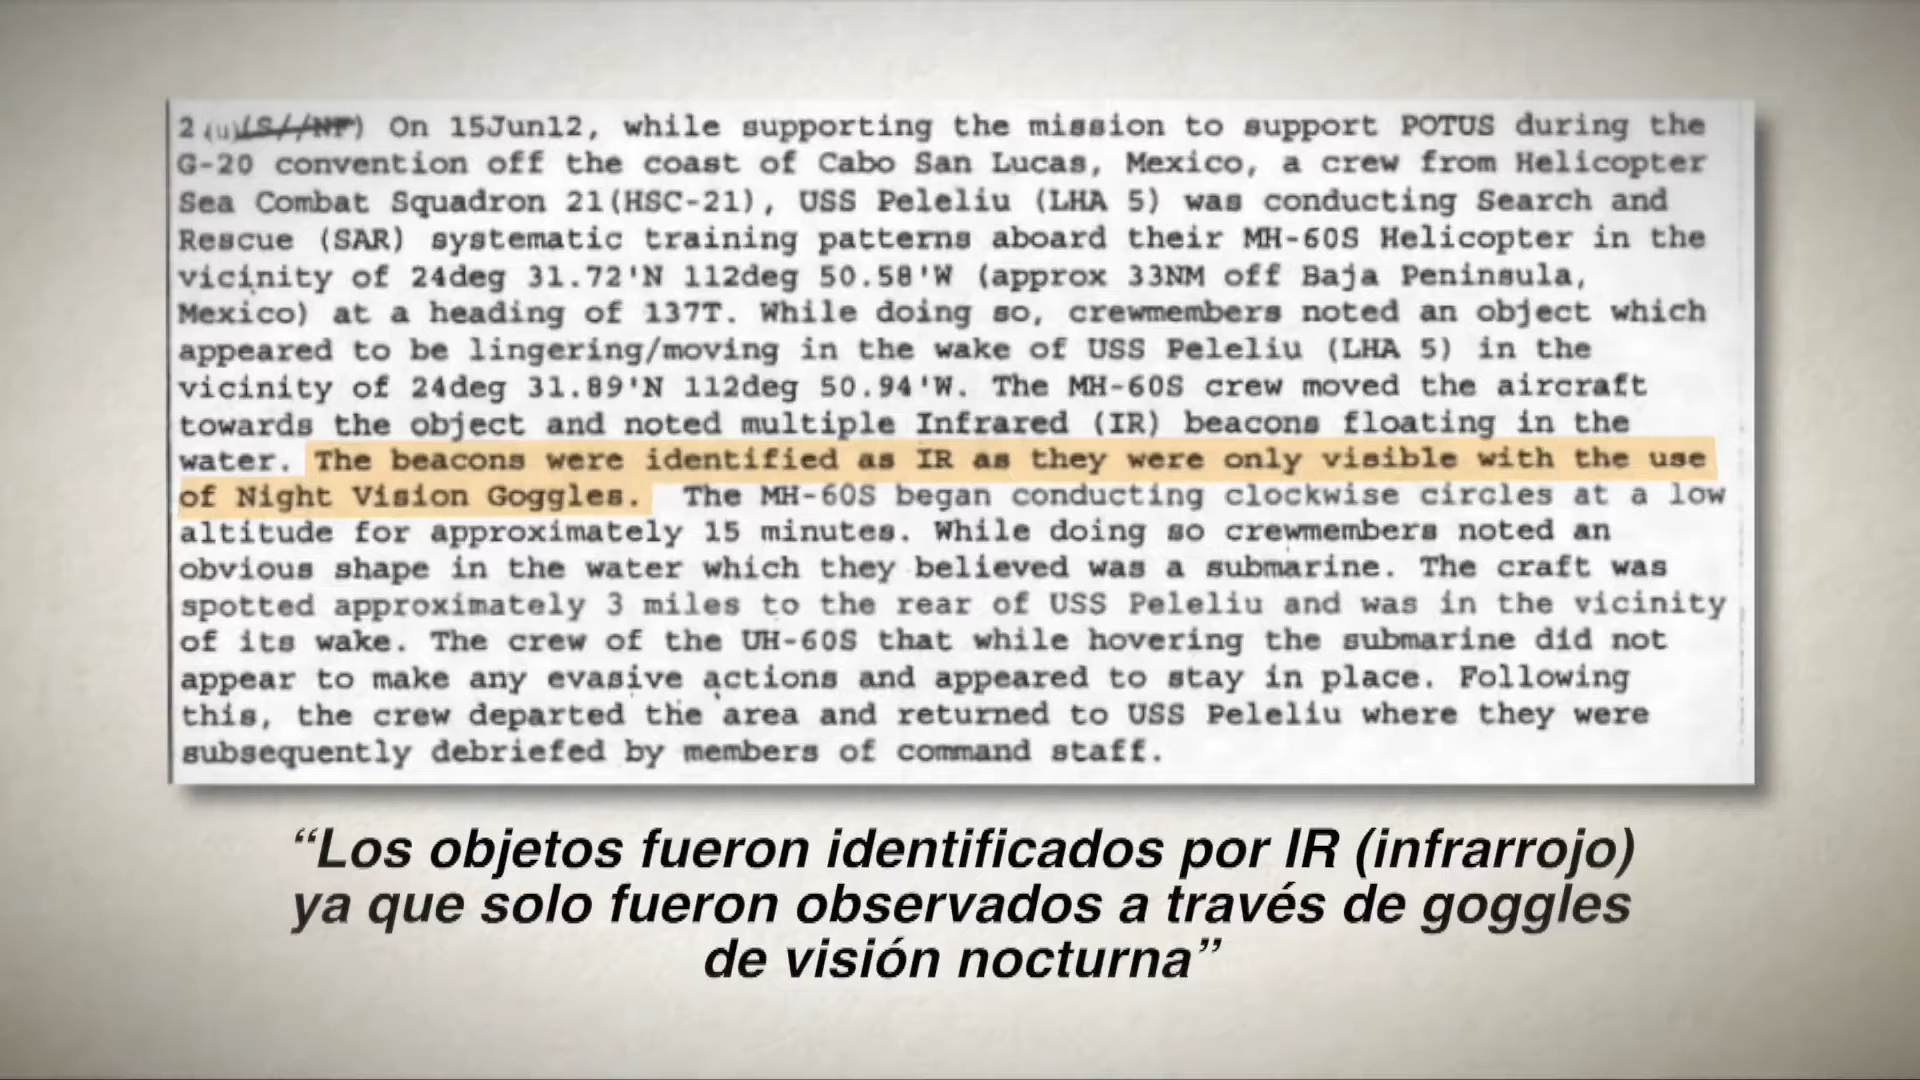 2 (u)(S//NF) On 15Jun12, while supporting the mission to support POTUS during the
G-20 convention off the coast of Cabo San Lucas, Mexico, a crew from Helicopter
Sea Combat Squadron 21(HSC-21), USS Peleliu (LHA 5) was conducting Search and
Rescue (SAR) systematic training patterns aboard their MH-60S Helicopter in the
vicinity of 24deg 31.72'N 112deg 50.58'W (approx 33NM off Baja Peninsula,
Mexico) at a heading of 137T. While doing so, crewmembers noted an object which
appeared to be lingering/moving in the wake of USS Peleliu (LHA 5) in the
vicinity of 24deg 31.89'N 112deg 50.94'W. The MH-60S crew moved the aircraft
towards the object and noted multiple Infrared (IR) beacons floating in the
water. The beacons were identified as IR as they were only visible with the use
of Night Vision Goggles. The MH-60S began conducting clockwise circles at a low
altitude for approximately 15 minutes. While doing so crewmembers noted an
obvious shape in the water which they believed was a submarine. The craft was
spotted approximately 3 miles to the rear of USS Peleliu and was in the vicinity
of its wake. The crew of the UH-60S that while hovering the submarine did not
appear to make any evasive actions and appeared to stay in place. Following
this, the crew departed the area and returned to USS Peleliu where they were
subsequently debriefed by members of command staff.
“Los objetos fueron identificados por IR (infrarrojo)
ya que solo fueron observados a través de goggles
de visión nocturna”